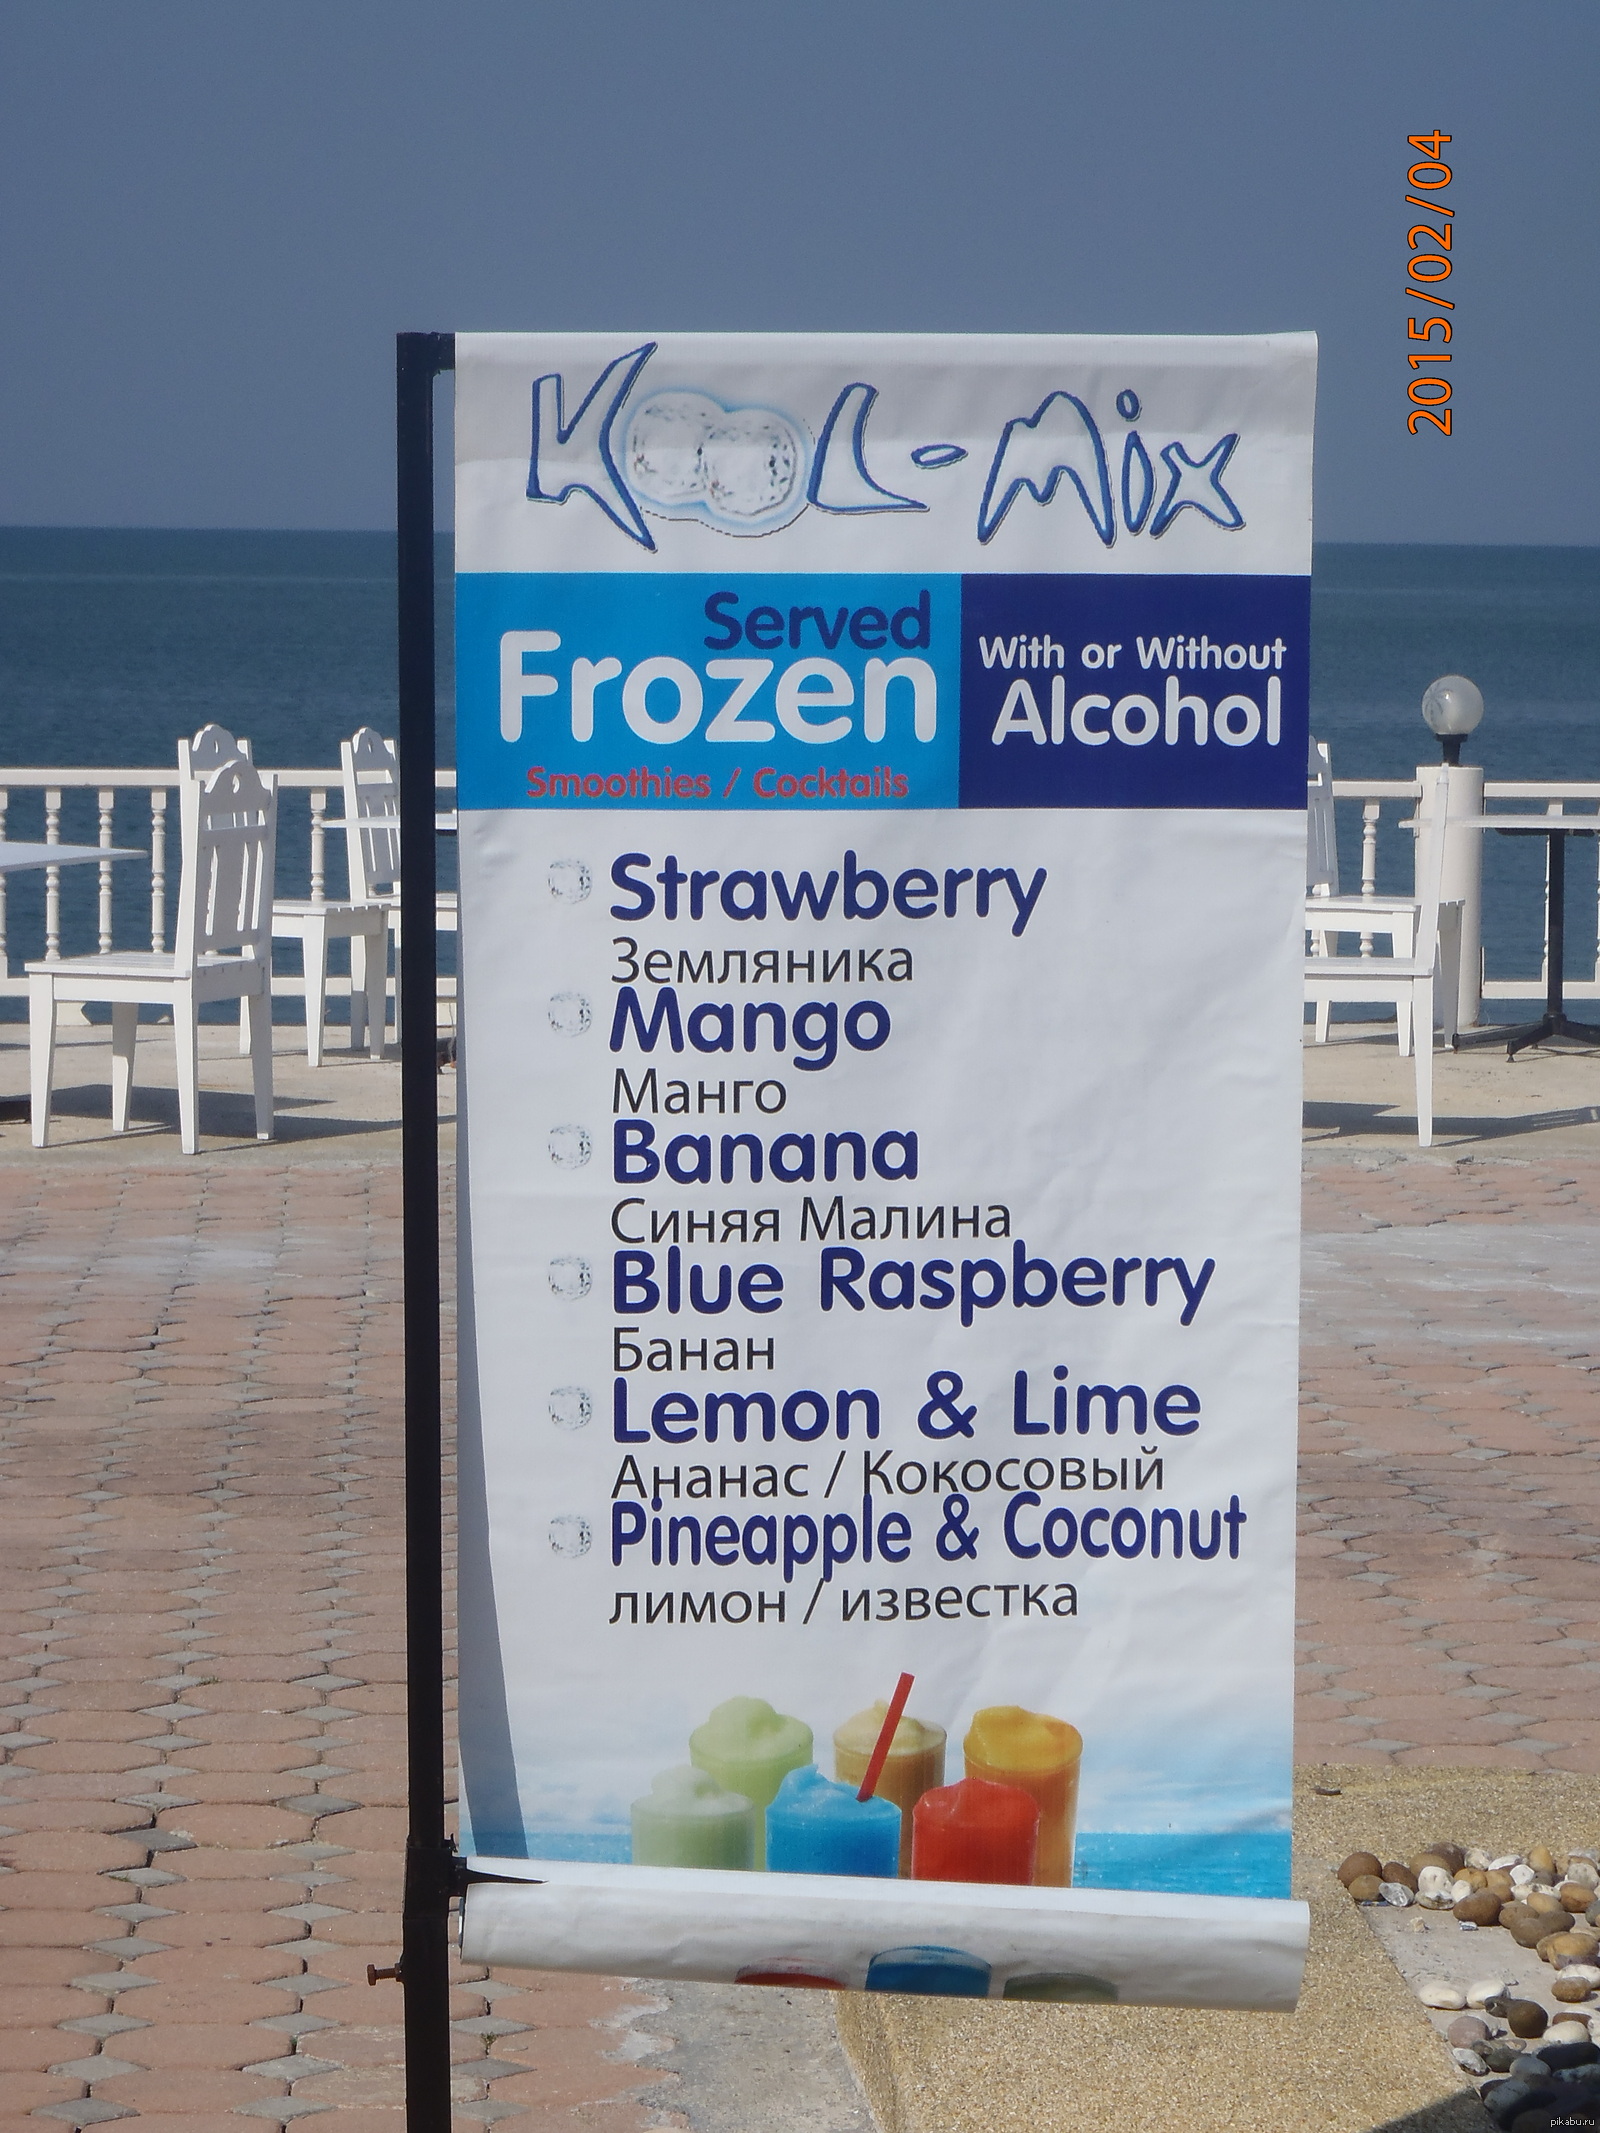 2015/02/04
KOOL-Mix
Served
Frozen
Smoothies / Cocktails
With or Without
Alcohol
Strawberry
Земляника
Mango
Манго
Banana
Синяя Малина
Blue Raspberry
Банан
Lemon & Lime
Ананас / Кокосовый
Pineapple & Coconut
лимон / известка
pikabu.ru